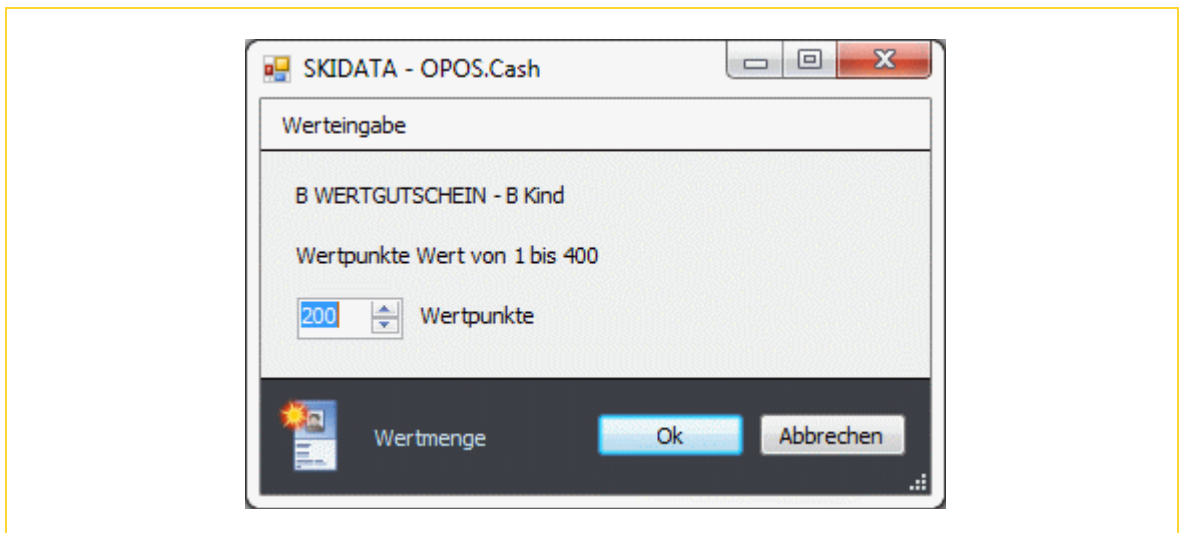 SKIDATA - OPOS.Cash
Werteingabe
B WERTGUTSCHEIN - B Kind
Wertpunkte Wert von 1 bis 400
200 Wertpunkte
Wertmenge Ok Abbrechen